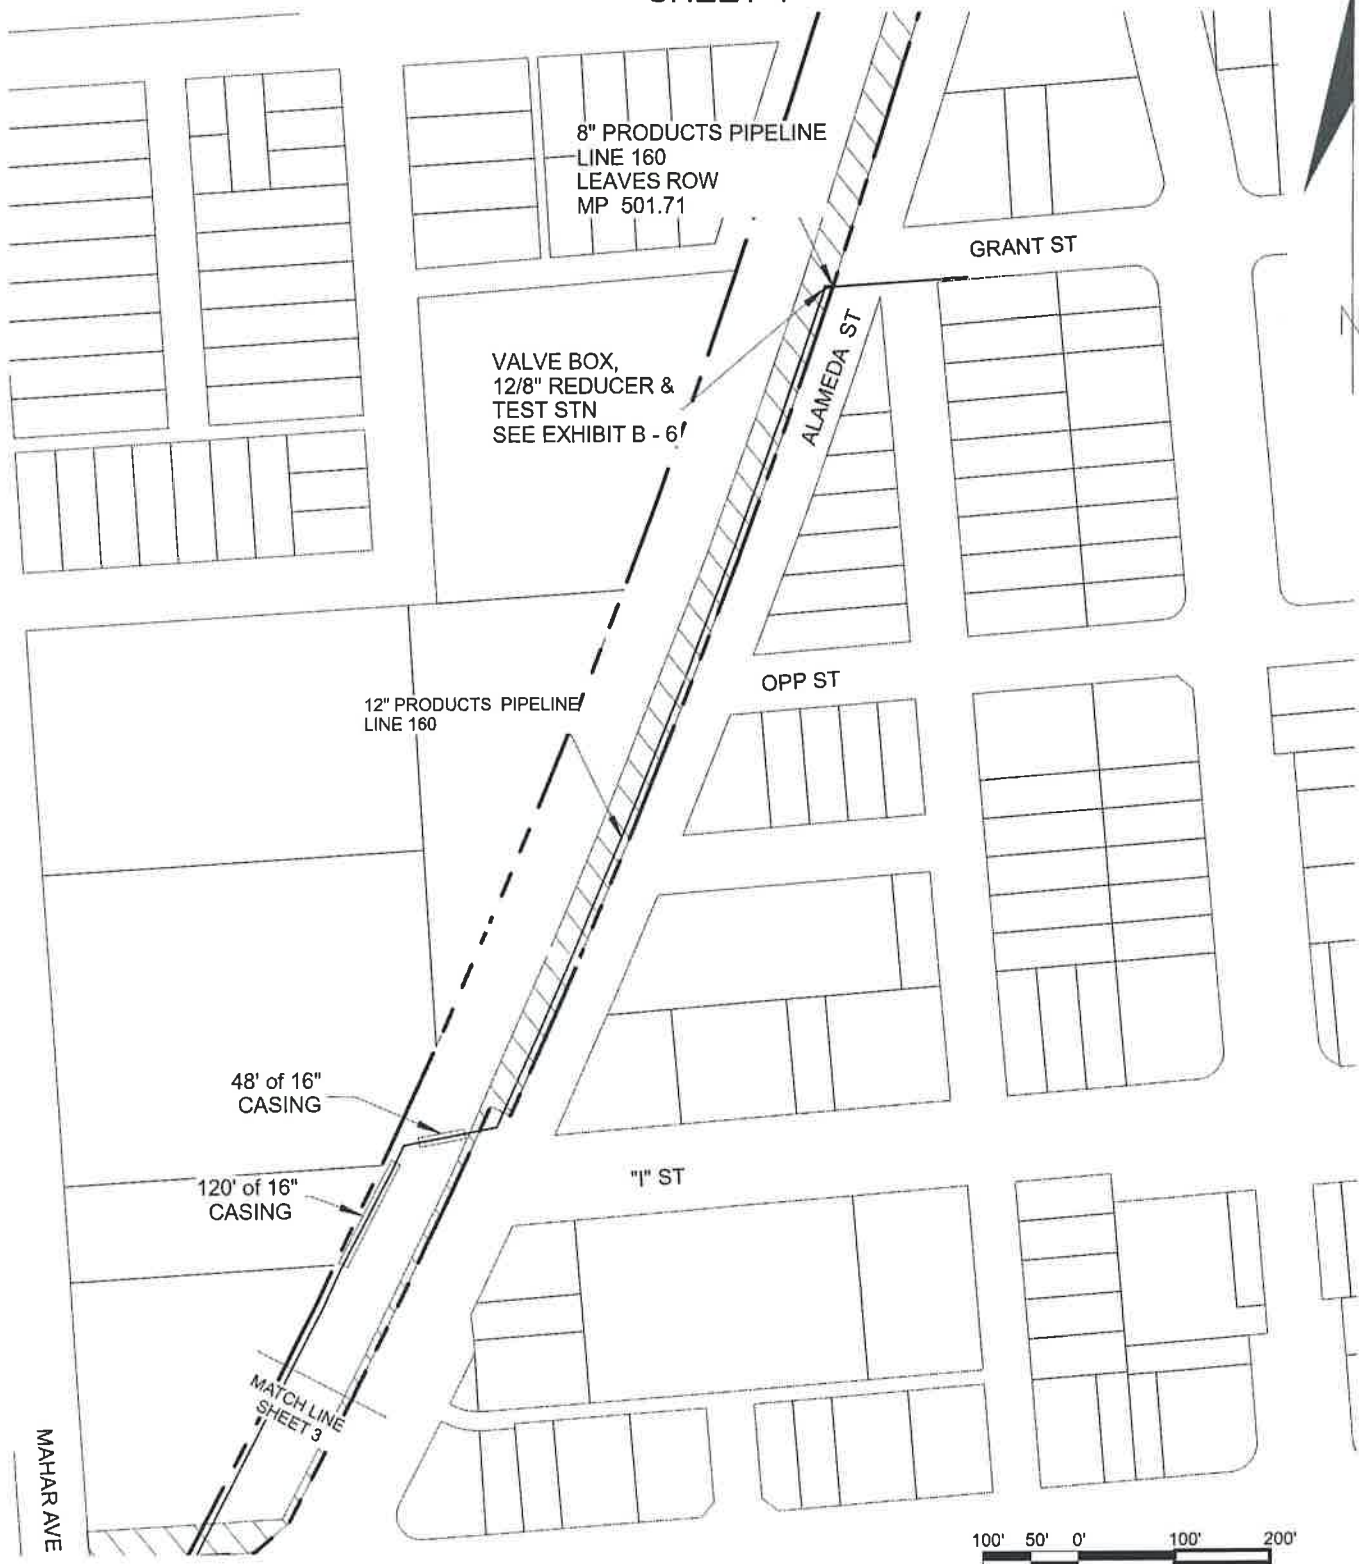 8" PRODUCTS PIPELINE
LINE 160
LEAVES ROW
MP 501.71
GRANT ST
VALVE BOX,
12/8" REDUCER &
TEST STN
SEE EXHIBIT B - 6
ALAMEDA ST
OPP ST
12" PRODUCTS PIPELINE
LINE 160
48' of 16"
CASING
"I" ST
120' of 16"
CASING
MATCH LINE
SHEET 3
MAHAR AVE
100' 50' 0' 100' 200'